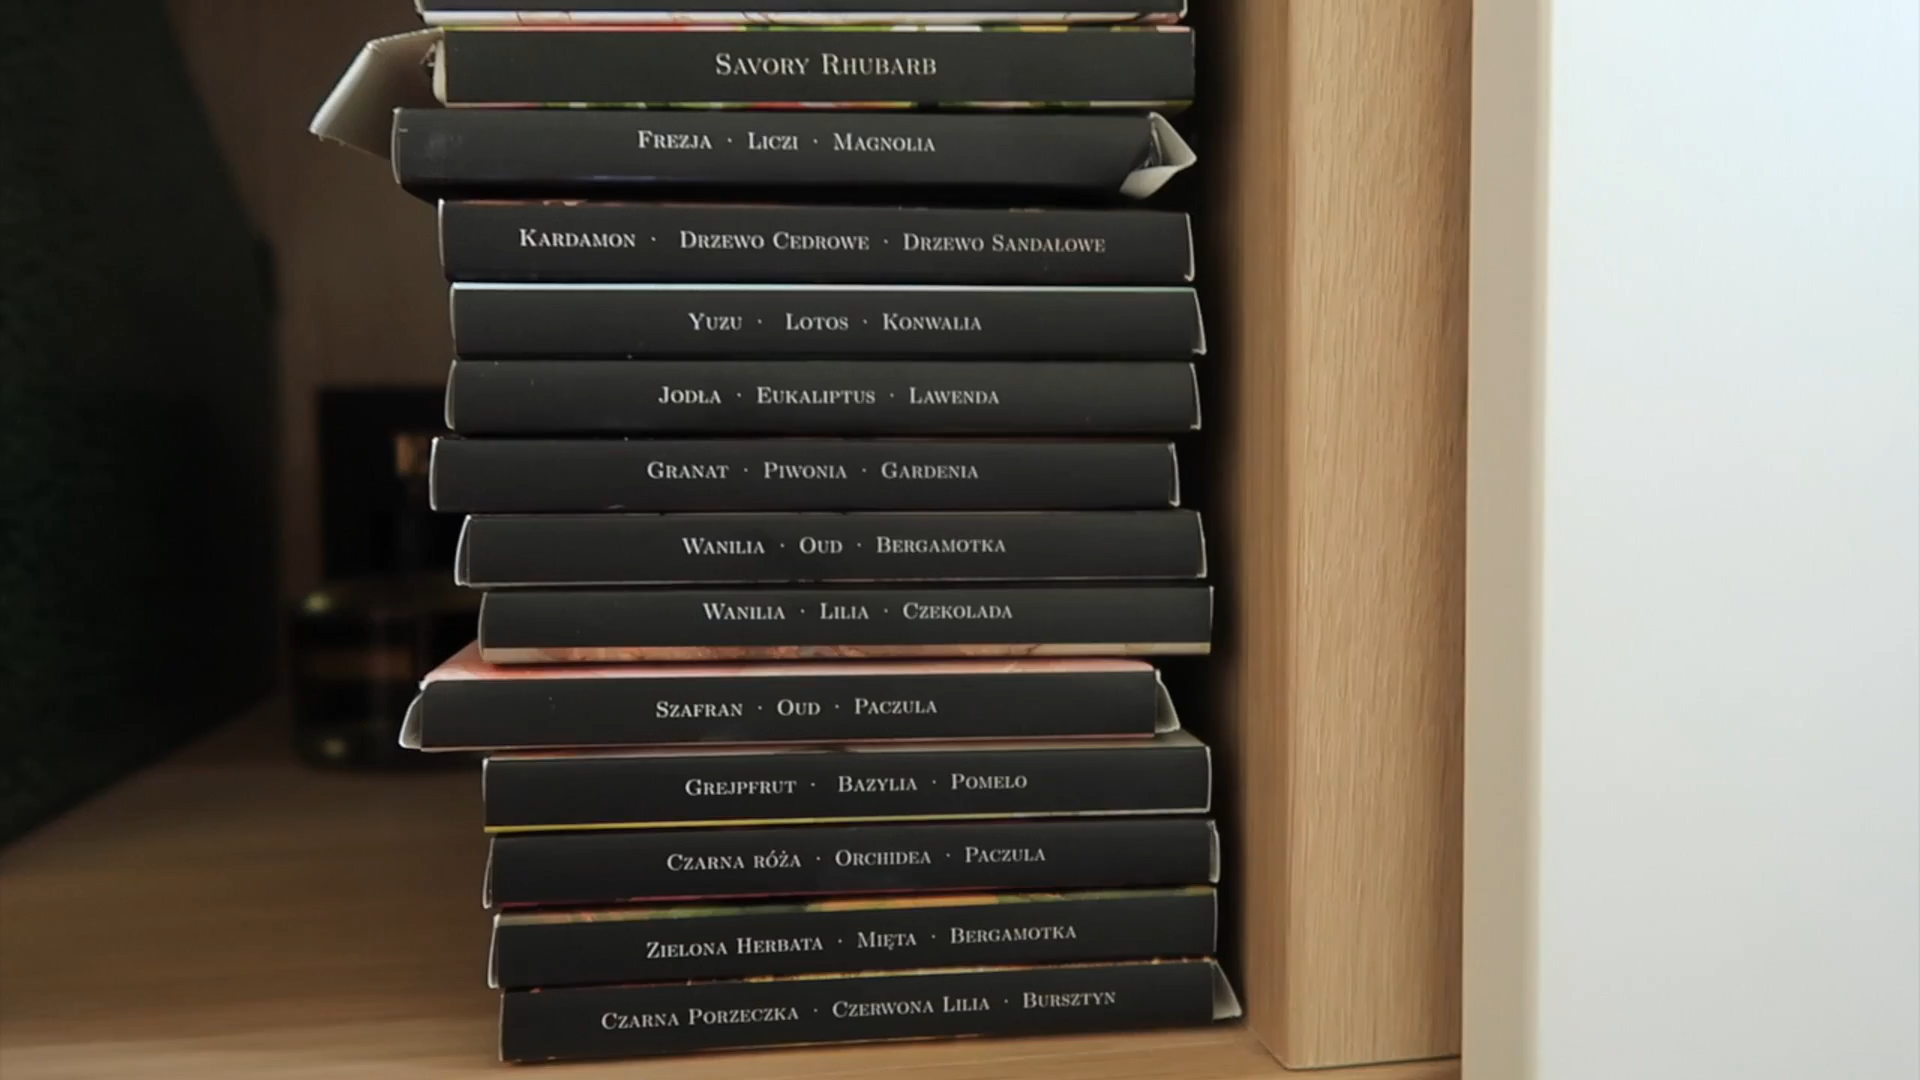 Savory Rhubarb
Frezja · Liczi · Magnolia
Kardamon · Drzewo Cedrowe · Drzewo Sandałowe
Yuzu · Lotos · Konwalia
Jodła · Eukaliptus · Lawenda
Granat · Piwonia · Gardenia
Wanilia · Oud · Bergamotka
Wanilia · Lilia · Czekolada
Szafran · Oud · Paczula
Grejpfrut · Bazylia · Pomelo
Czarna róża · Orchidea · Paczula
Zielona Herbata · Mięta · Bergamotka
Czarna Porzeczka · Czerwona Lilia · Bursztyn